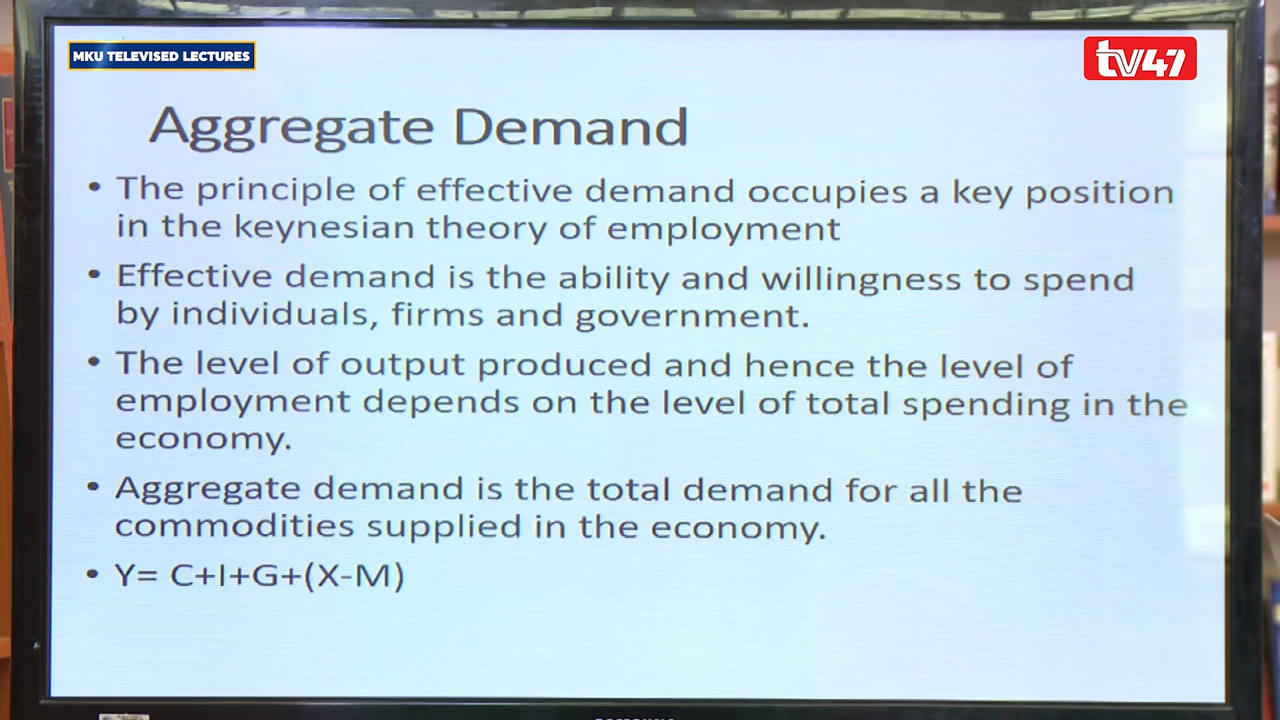 MKU TELEVISED LECTURES
tv47
Aggregate Demand
• The principle of effective demand occupies a key position
in the keynesian theory of employment
• Effective demand is the ability and willingness to spend
by individuals, firms and government.
• The level of output produced and hence the level of
employment depends on the level of total spending in the
economy.
• Aggregate demand is the total demand for all the
commodities supplied in the economy.
• Y= C+I+G+(X-M)